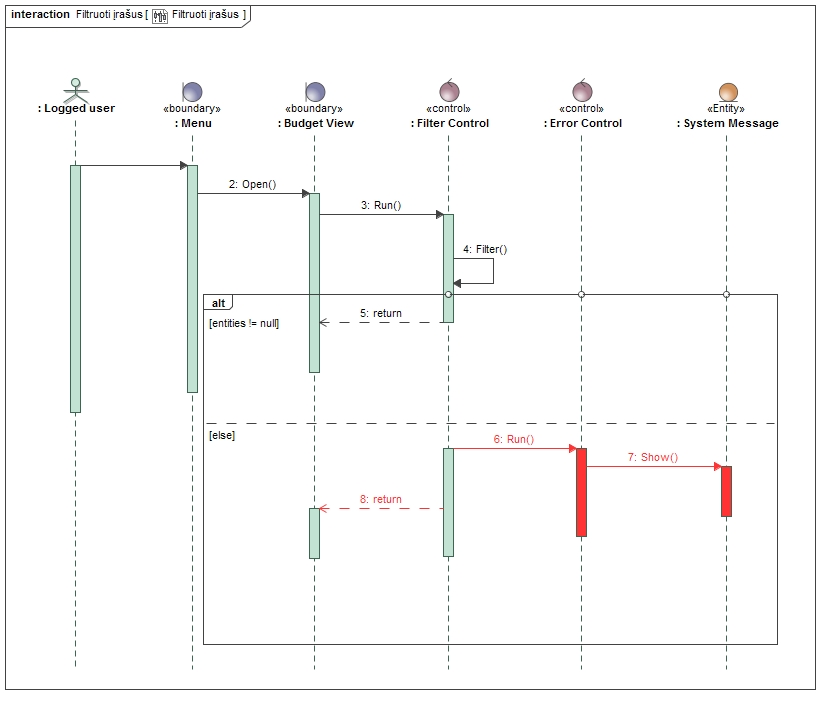 interaction Filtruoti įrašus [ Filtruoti įrašus ]
: Logged user
«boundary»
: Menu
«boundary»
: Budget View
«control»
: Filter Control
«control»
: Error Control
«Entity»
: System Message
2: Open()
3: Run()
4: Filter()
alt
[entities != null]
5: return
[else]
6: Run()
7: Show()
8: return